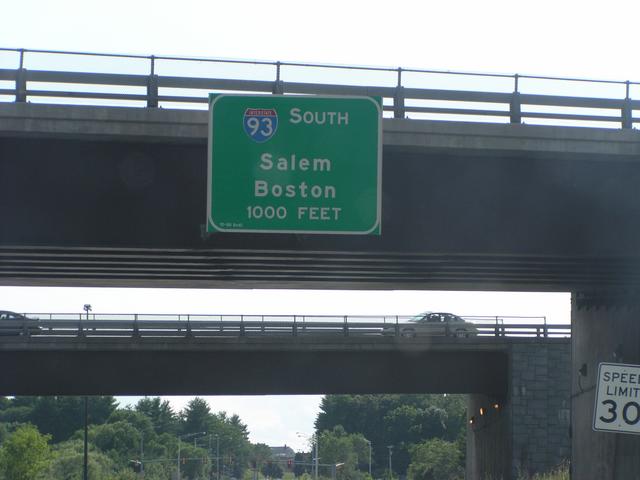 INTERSTATE
93 SOUTH
Salem
Boston
1000 FEET
SPEED
LIMIT
30